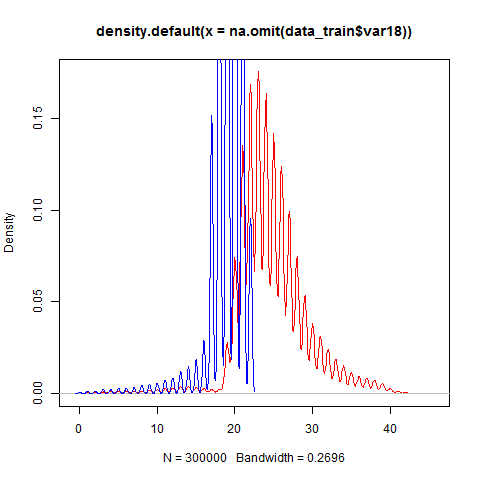 density.default(x = na.omit(data_train$var18))
Density
0.15
0.10
0.05
0.00
0 10 20 30 40
N = 300000 Bandwidth = 0.2696